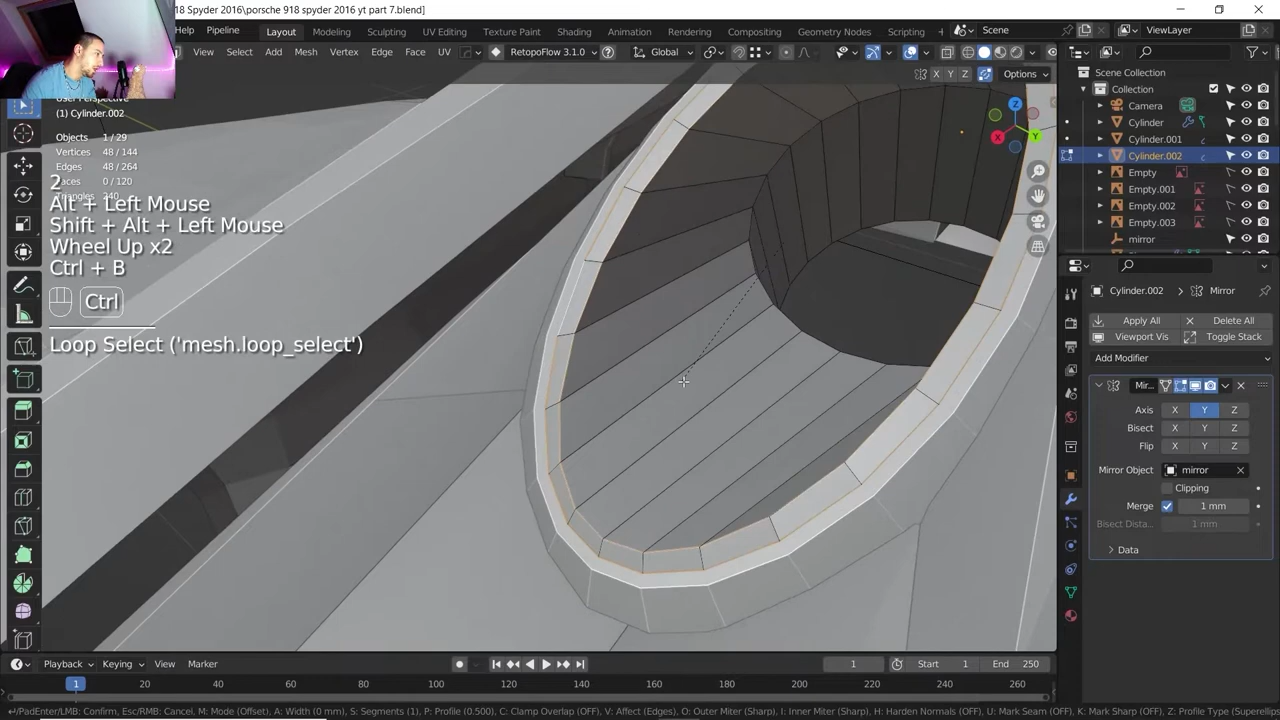 18 Spyder 2016\porsche 918 spyder 2016 yt part 7.blend]
Help Pipeline Layout Modeling Sculpting UV Editing Texture Paint Shading Animation Rendering Compositing Geometry Nodes Scripting Scene ViewLayer
View Select Add Mesh Vertex Edge Face UV RetopoFlow 3.1.0 Global
X Y Z Options
(1) Cylinder.002
Objects 1/29
Vertices 48/144
Edges 48/264
Faces 0/120
Triangles 240
2
Alt + Left Mouse
Shift + Alt + Left Mouse
Wheel Up x2
Ctrl + B
Ctrl
Loop Select ('mesh.loop_select')
X Y Z
Scene Collection
Collection
Camera
Cylinder
Cylinder.001
Cylinder.002
Empty
Empty.001
Empty.002
Empty.003
mirror
Cylinder.002 Mirror
Apply All Delete All
Viewport Vis Toggle Stack
Add Modifier
Mir...
Axis X Y Z
Bisect X Y Z
Flip X Y Z
Mirror Object mirror
Clipping
Merge 1 mm
Bisect Dista... 1 mm
Data
Playback Keying View Marker 1 Start 1 End 250
1 20 40 60 80 100 120 140 160 180 200 220 240 260
/PadEnter/LMB: Confirm, Esc/RMB: Cancel, M: Mode (Offset), A: Width (0 mm), S: Segments (1), P: Profile (0.500), C: Clamp Overlap (OFF), V: Affect (Edges), O: Outer Miter (Sharp), I: Inner Miter (Sharp), H: Harden Normals (OFF), U: Mark Seam (OFF), K: Mark Sharp (OFF), Z: Profile Type (Superellips